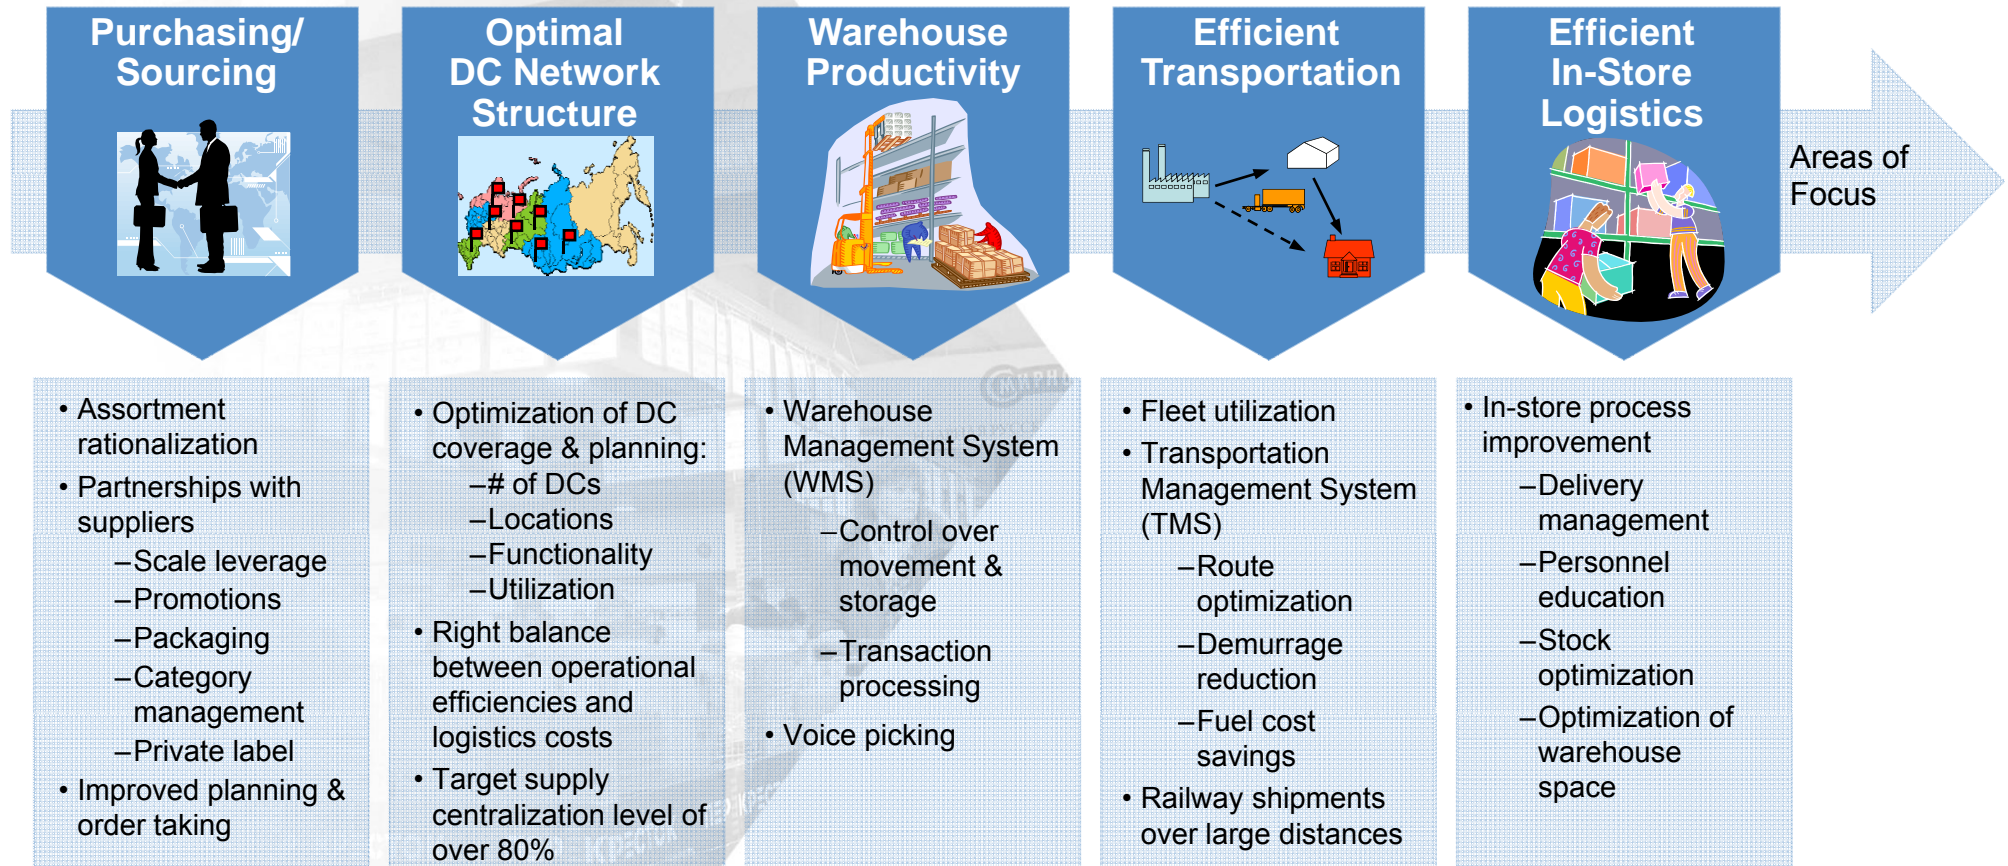 Purchasing/
Sourcing
Optimal
DC Network
Structure
Warehouse
Productivity
Efficient
Transportation
Efficient
In-Store
Logistics
Areas of
Focus
• Assortment
rationalization
• Partnerships with
suppliers
–Scale leverage
–Promotions
–Packaging
–Category
management
–Private label
• Improved planning &
order taking
• Optimization of DC
coverage & planning:
–# of DCs
–Locations
–Functionality
–Utilization
• Right balance
between operational
efficiencies and
logistics costs
• Target supply
centralization level of
over 80%
• Warehouse
Management System
(WMS)
–Control over
movement &
storage
–Transaction
processing
• Voice picking
• Fleet utilization
• Transportation
Management System
(TMS)
–Route
optimization
–Demurrage
reduction
–Fuel cost
savings
• Railway shipments
over large distances
• In-store process
improvement
–Delivery
management
–Personnel
education
–Stock
optimization
–Optimization of
warehouse
space